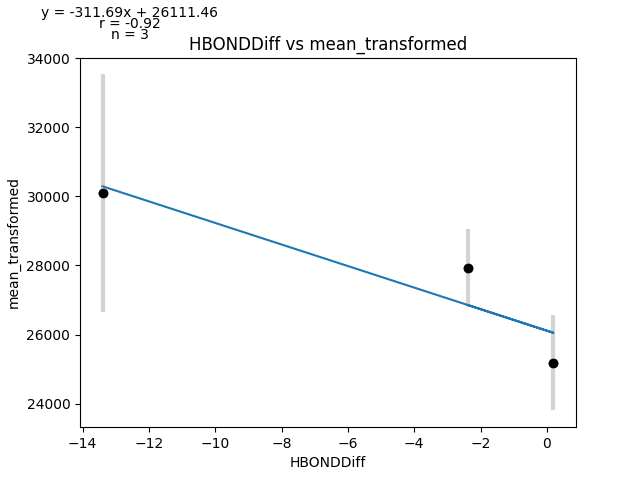 y = -311.69x + 26111.46
r = -0.92
n = 3
HBONDDiff vs mean_transformed
34000
32000
30000
28000
26000
24000
mean_transformed
−14 −12 −10 −8 −6 −4 −2 0
HBONDDiff